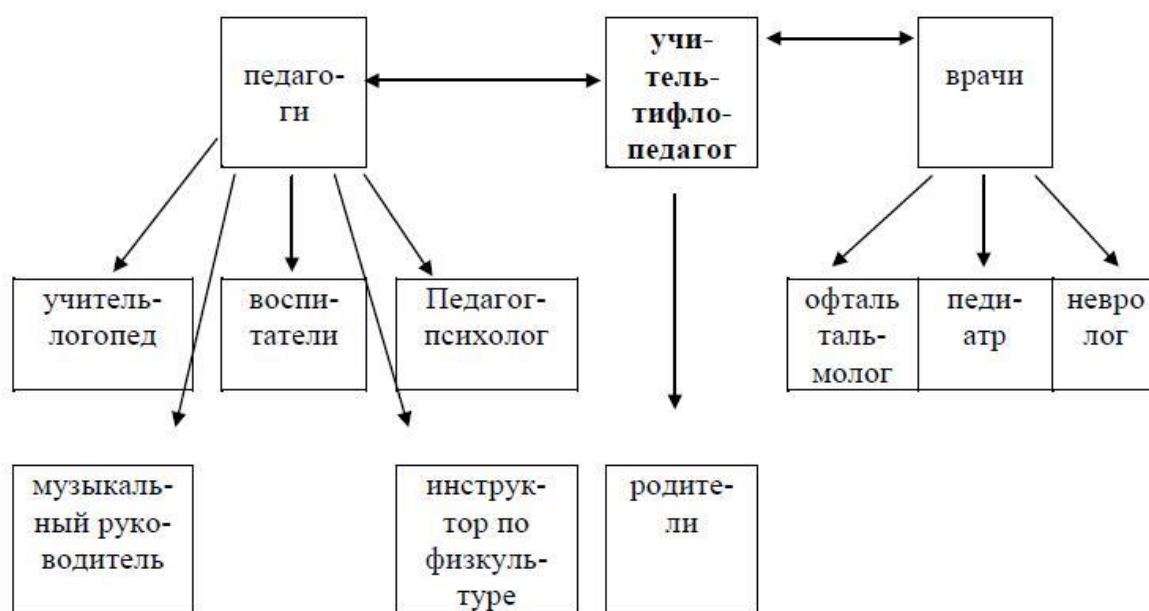 педаго-
ги
учи-
тель-
тифло-
педагог
врачи
учитель-
логопед
воспи-
татели
Педагог-
психолог
офталь
таль-
молог
педи-
атр
невро
лог
музыкаль-
ный руко-
водитель
инструк-
тор по
физкуль-
туре
родите-
ли